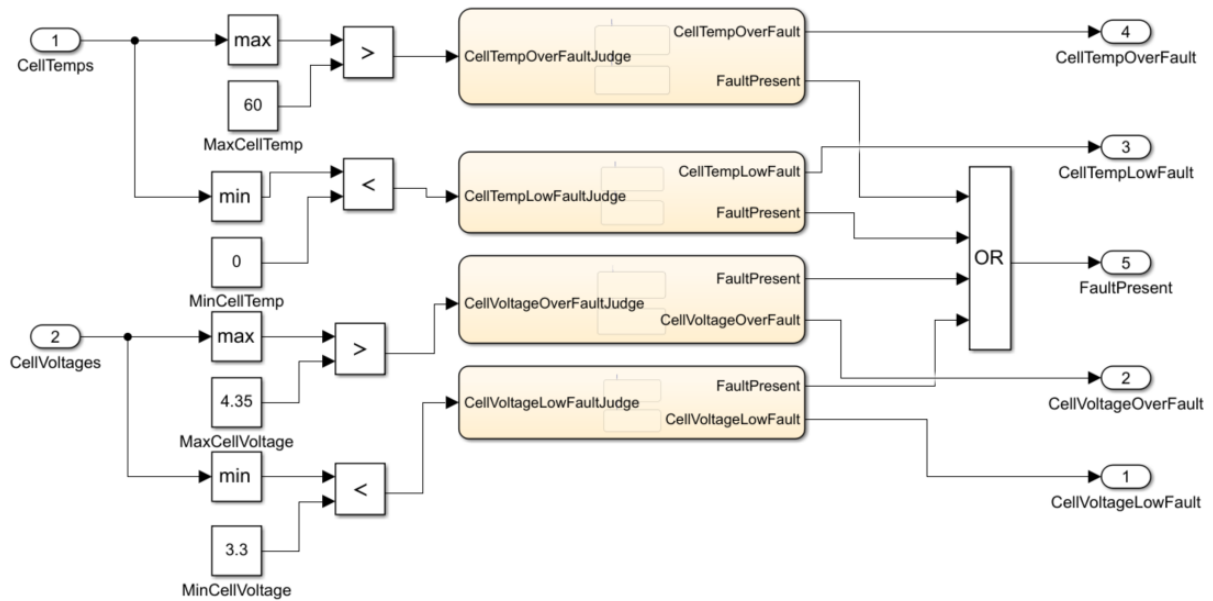 1
CellTemps
max
60
MaxCellTemp
>
CellTempOverFaultJudge
CellTempOverFault
FaultPresent
4
CellTempOverFault
min
0
MinCellTemp
<
CellTempLowFaultJudge
CellTempLowFault
FaultPresent
3
CellTempLowFault
OR
5
FaultPresent
2
CellVoltages
max
4.35
MaxCellVoltage
>
CellVoltageOverFaultJudge
FaultPresent
CellVoltageOverFault
2
CellVoltageOverFault
min
3.3
MinCellVoltage
<
CellVoltageLowFaultJudge
FaultPresent
CellVoltageLowFault
1
CellVoltageLowFault